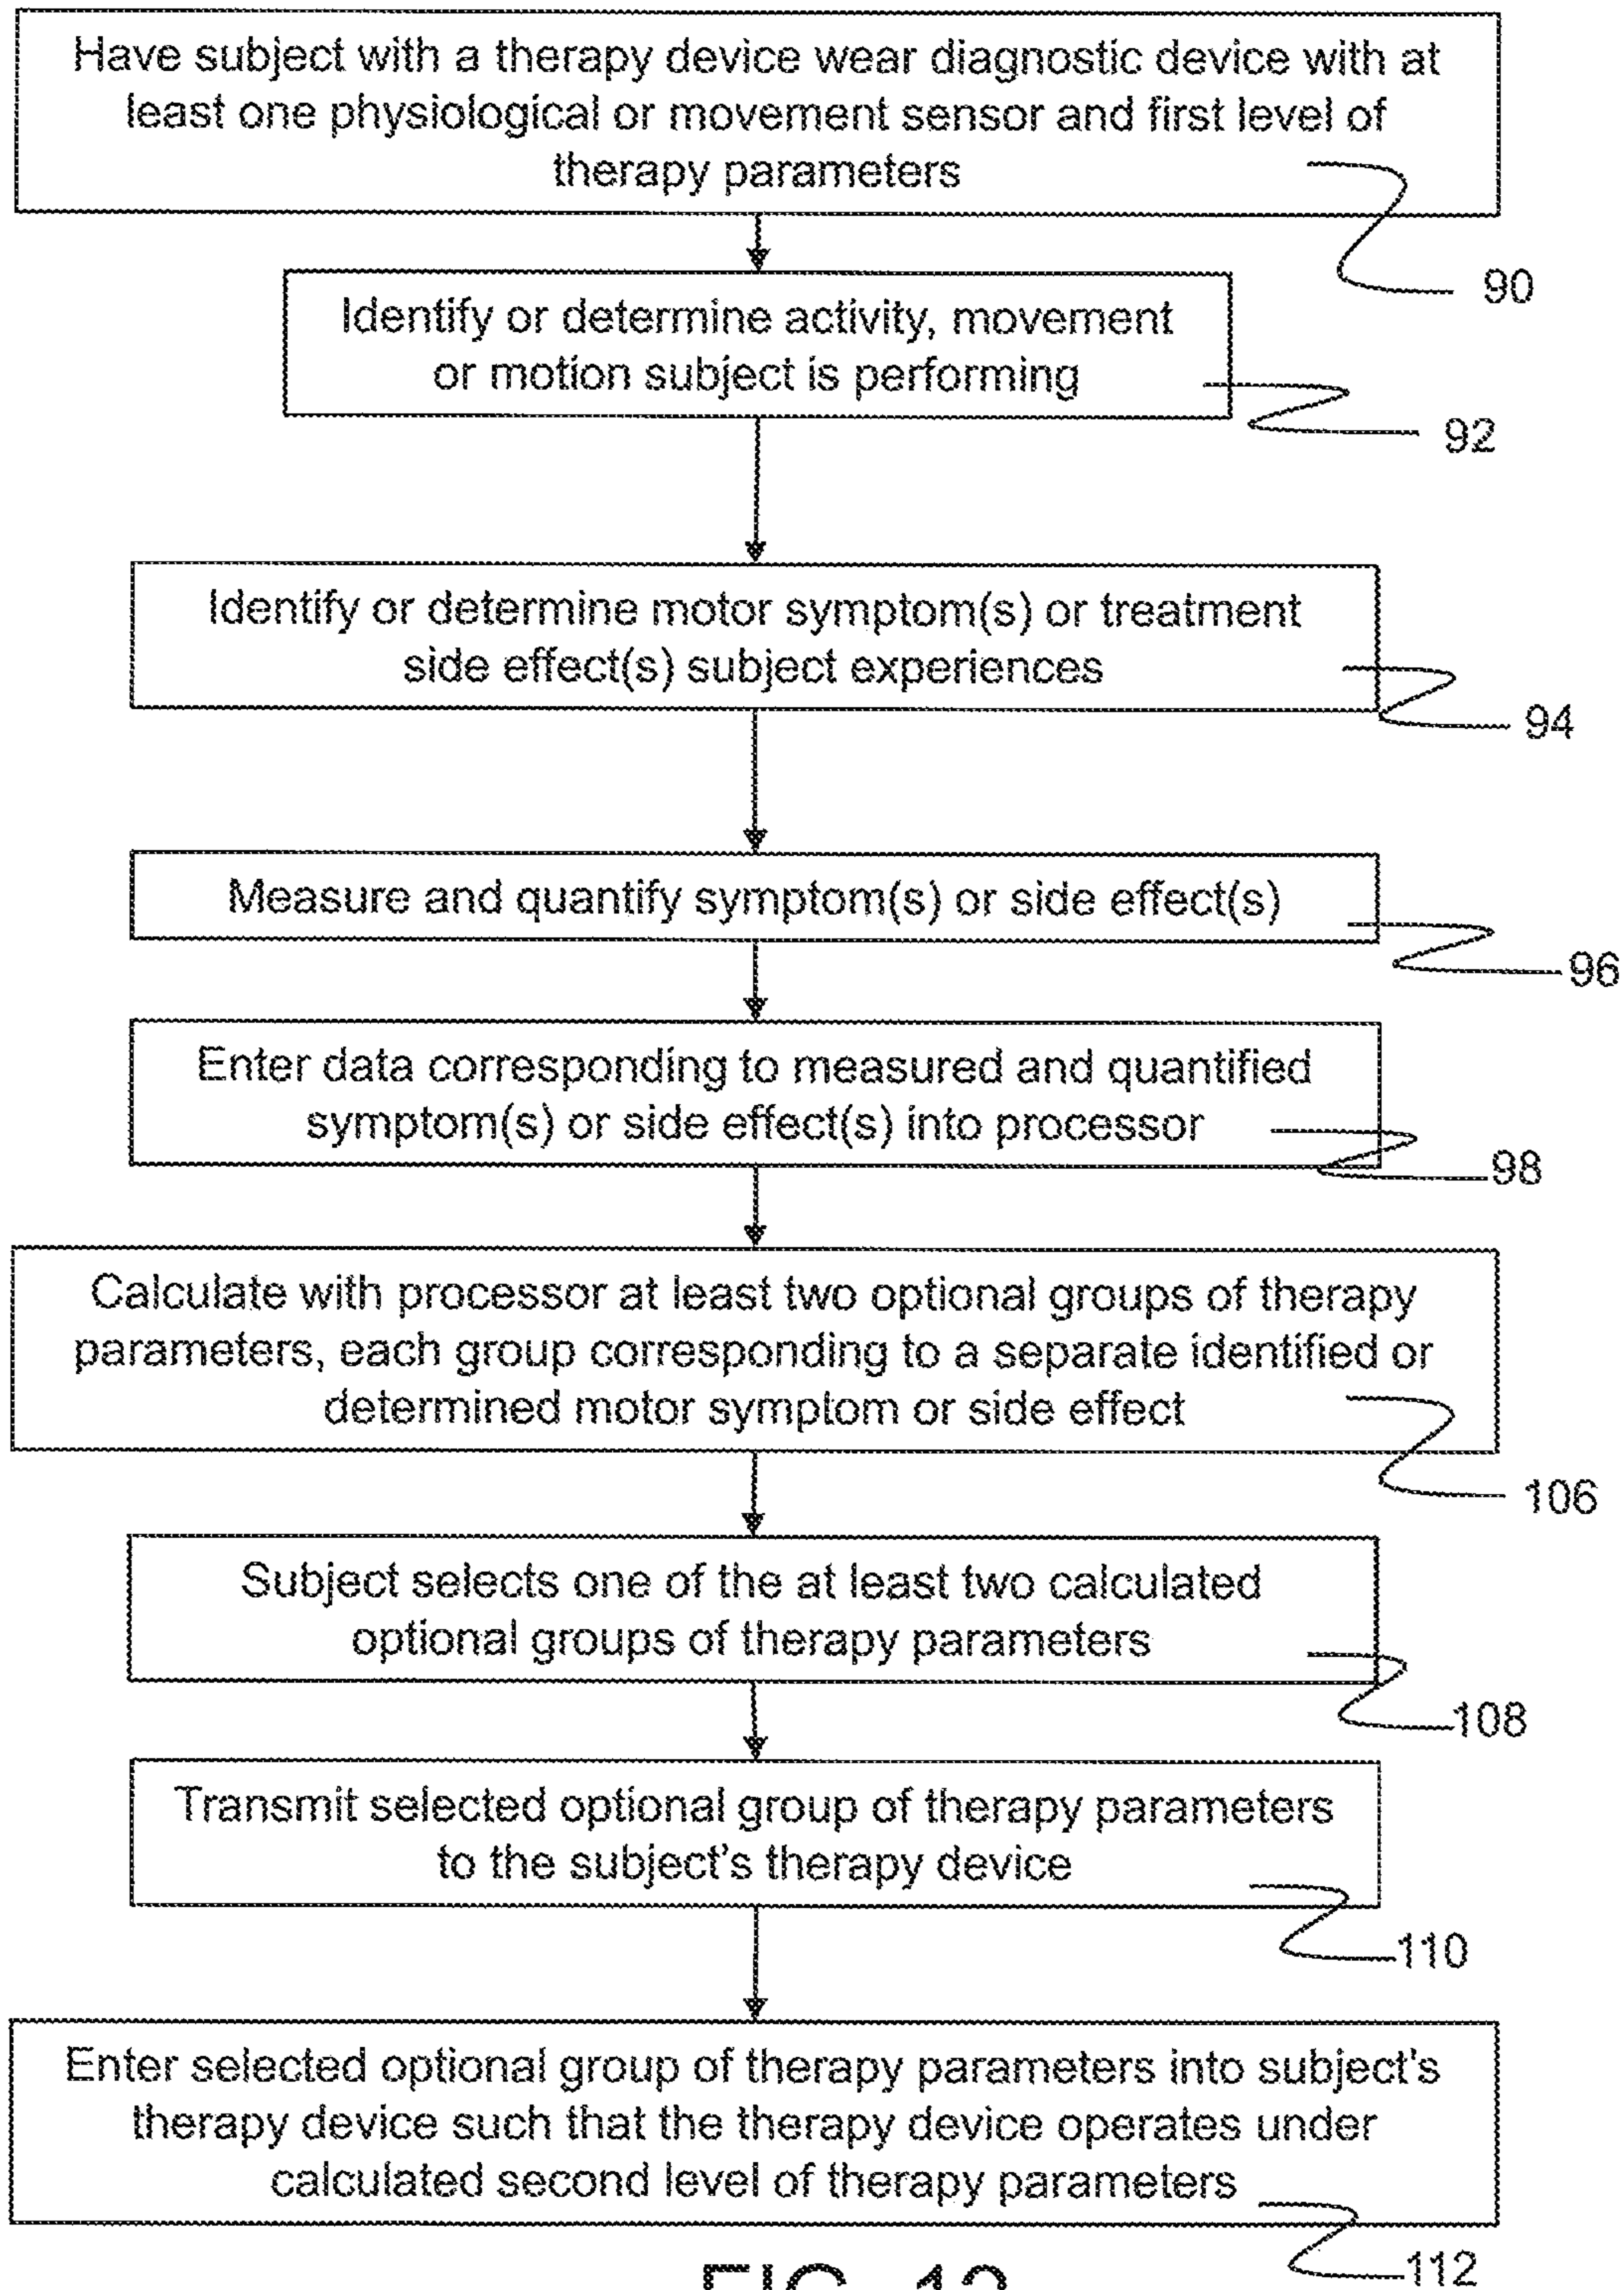 Have subject with a therapy device wear diagnostic device with at
least one physiological or movement sensor and first level of
therapy parameters
90
Identify or determine activity, movement
or motion subject is performing
92
Identify or determine motor symptom(s) or treatment
side effect(s) subject experiences
94
Measure and quantify symptom(s) or side effect(s)
96
Enter data corresponding to measured and quantified
symptom(s) or side effect(s) into processor
98
Calculate with processor at least two optional groups of therapy
parameters, each group corresponding to a separate identified or
determined motor symptom or side effect
106
Subject selects one of the at least two calculated
optional groups of therapy parameters
108
Transmit selected optional group of therapy parameters
to the subject's therapy device
110
Enter selected optional group of therapy parameters into subject's
therapy device such that the therapy device operates under
calculated second level of therapy parameters
112
FIG.